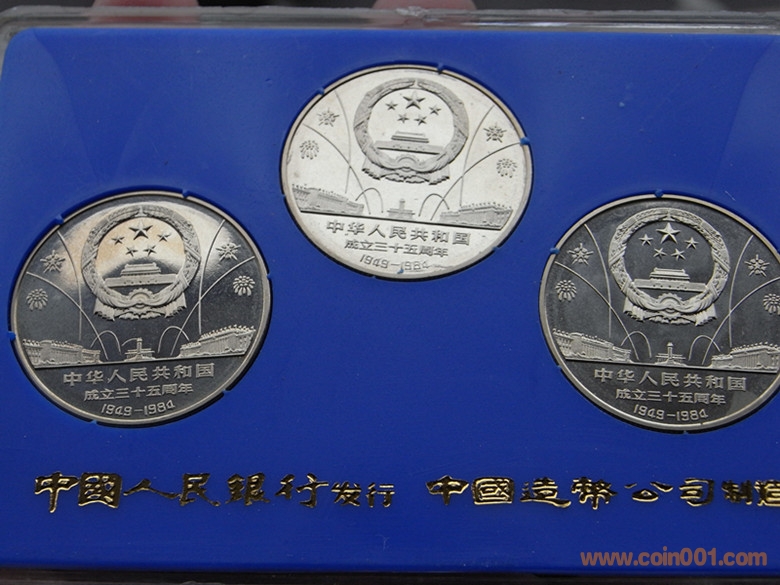 中华人民共和国
成立三十五周年
1949-1984
中华人民共和国
成立三十五周年
1949-1984
中华人民共和国
成立三十五周年
1949-1984
中國人民銀行发行 中國造幣公司制造
www.coin001.com